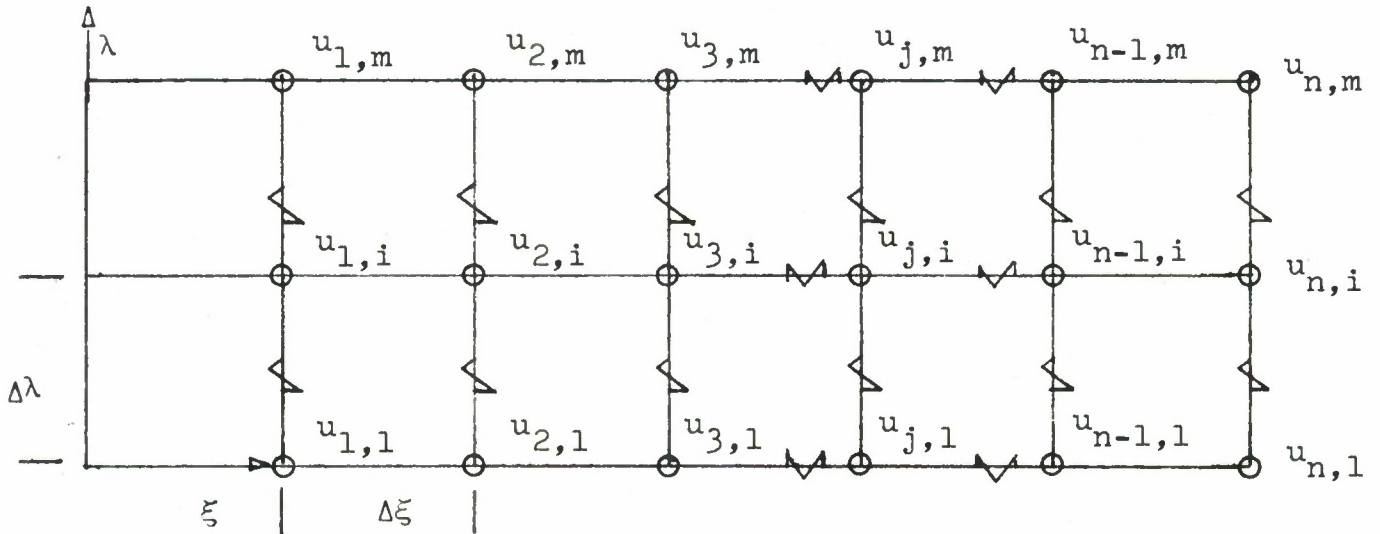 λ
u1,m u2,m u3,m uj,m un-1,m un,m
u1,i u2,i u3,i uj,i un-1,i un,i
Δλ
u1,1 u2,1 u3,1 uj,1 un-1,1 un,1
ξ Δξ